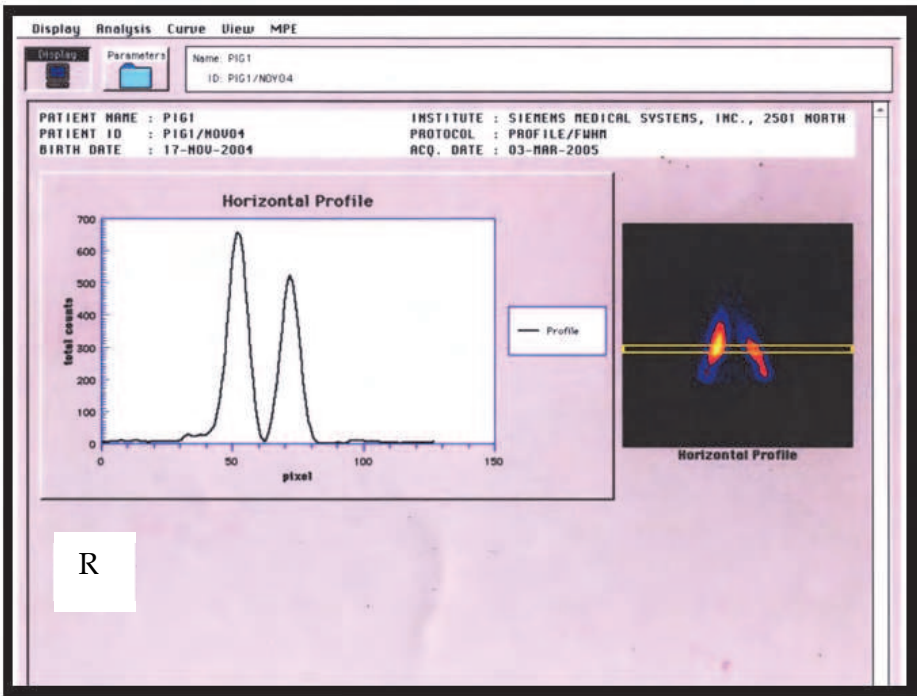 Display Analysis Curve View MPE
Display
Parameters
Name: PIG1
ID: PIG1/NOV04
PATIENT NAME : PIG1
INSTITUTE : SIEMENS MEDICAL SYSTEMS, INC., 2501 NORTH
PATIENT ID : PIG1/NOV04
PROTOCOL : PROFILE/FWHM
BIRTH DATE : 17-NOV-2004
ACQ. DATE : 03-MAR-2005
Horizontal Profile
700
600
500
400
300
200
100
0
total counts
0 50 100 150
pixel
Profile
Horizontal Profile
R